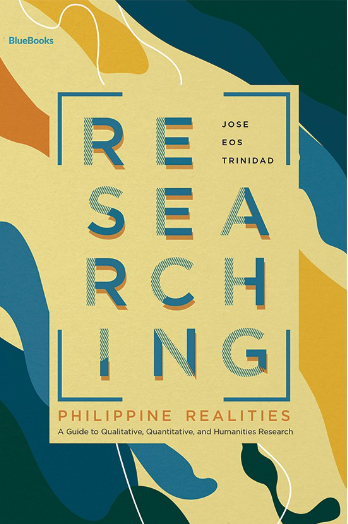 BlueBooks
JOSE
EOS
TRINIDAD
RE
SEA
RCH
ING
PHILIPPINE REALITIES
A Guide to Qualitative, Quantitative, and Humanities Research